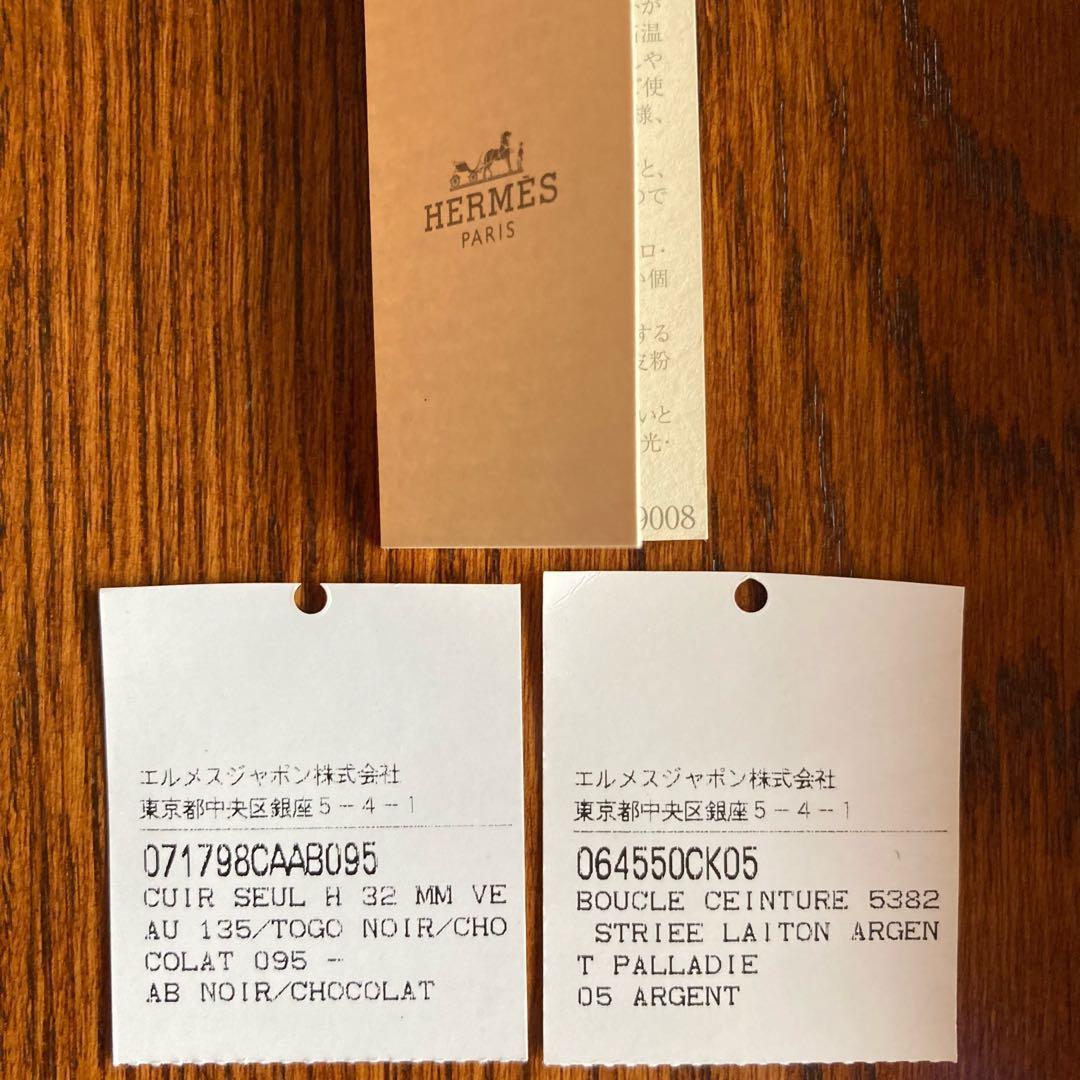 HERMÈS
PARIS
が
温
や
使
様、
と、
で
ロ・
個
する
粉
いと
光・
9008
エルメスジャポン株式会社
東京都中央区銀座5-4-1
071798CAAB095
CUIR SEUL H 32 MM VE
AU 135/TOGO NOIR/CHO
COLAT 095 -
AB NOIR/CHOCOLAT
エルメスジャポン株式会社
東京都中央区銀座5-4-1
064550CK05
BOUCLE CEINTURE 5382
STRIEE LAITON ARGEN
T PALLADIE
05 ARGENT